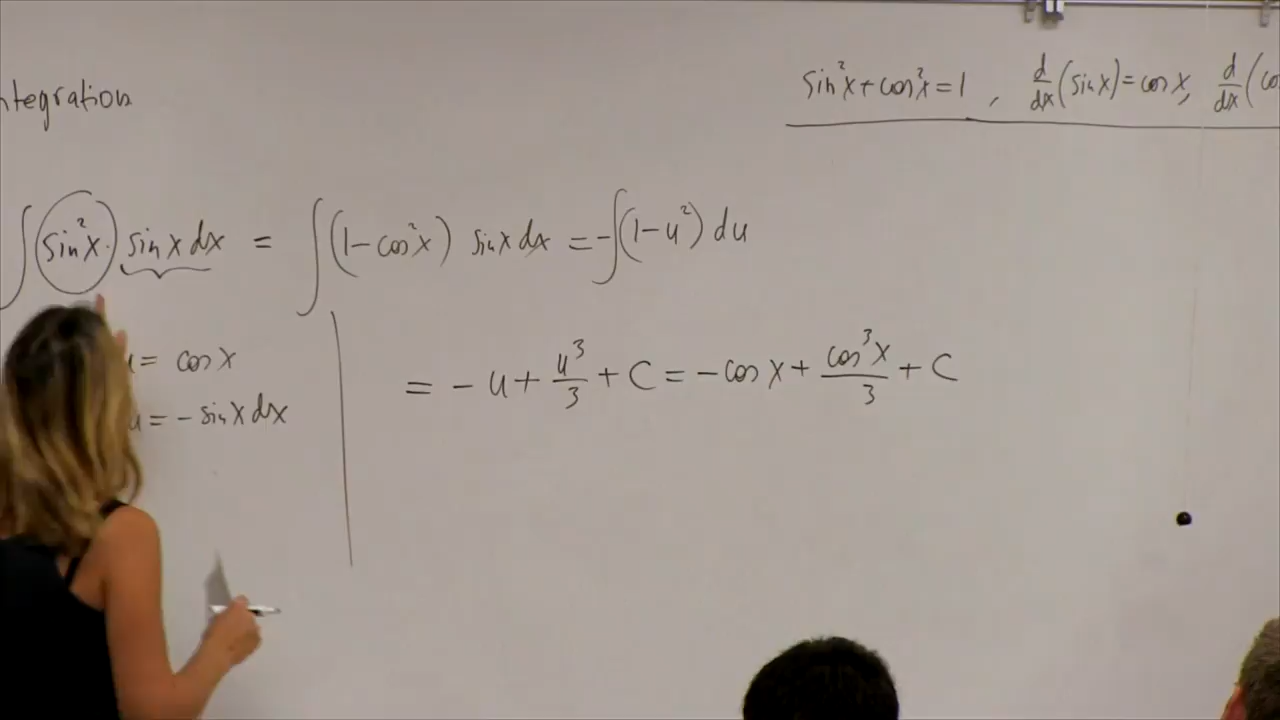 ntegration
sin²x + cos²x = 1 , d/dx (sin x) = cos x, d/dx (co
∫ sin²x · sin x dx = ∫ (1 - cos²x) sin x dx = -∫ (1 - u²) du
u = cos x
u = - sin x dx
= - u + u³/3 + C = - cos x + cos³x/3 + C